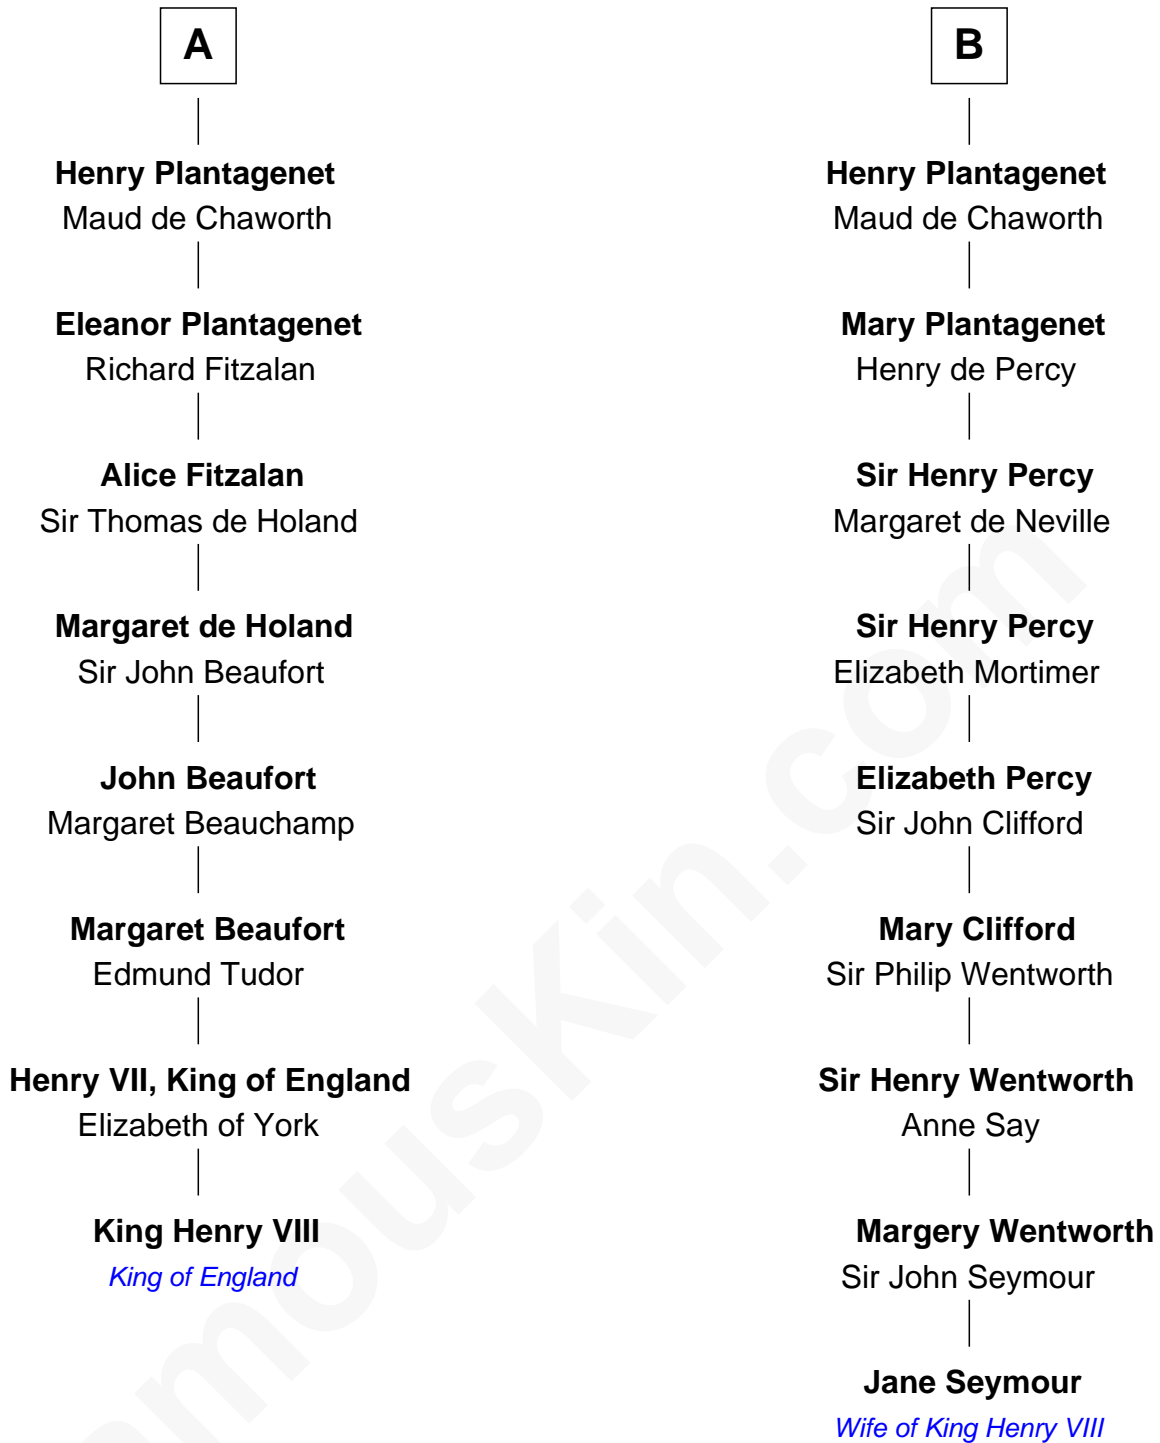 A
Henry Plantagenet
Maud de Chaworth
Eleanor Plantagenet
Richard Fitzalan
Alice Fitzalan
Sir Thomas de Holand
Margaret de Holand
Sir John Beaufort
John Beaufort
Margaret Beauchamp
Margaret Beaufort
Edmund Tudor
Henry VII, King of England
Elizabeth of York
King Henry VIII
King of England
B
Henry Plantagenet
Maud de Chaworth
Mary Plantagenet
Henry de Percy
Sir Henry Percy
Margaret de Neville
Sir Henry Percy
Elizabeth Mortimer
Elizabeth Percy
Sir John Clifford
Mary Clifford
Sir Philip Wentworth
Sir Henry Wentworth
Anne Say
Margery Wentworth
Sir John Seymour
Jane Seymour
Wife of King Henry VIII
amouskin.com